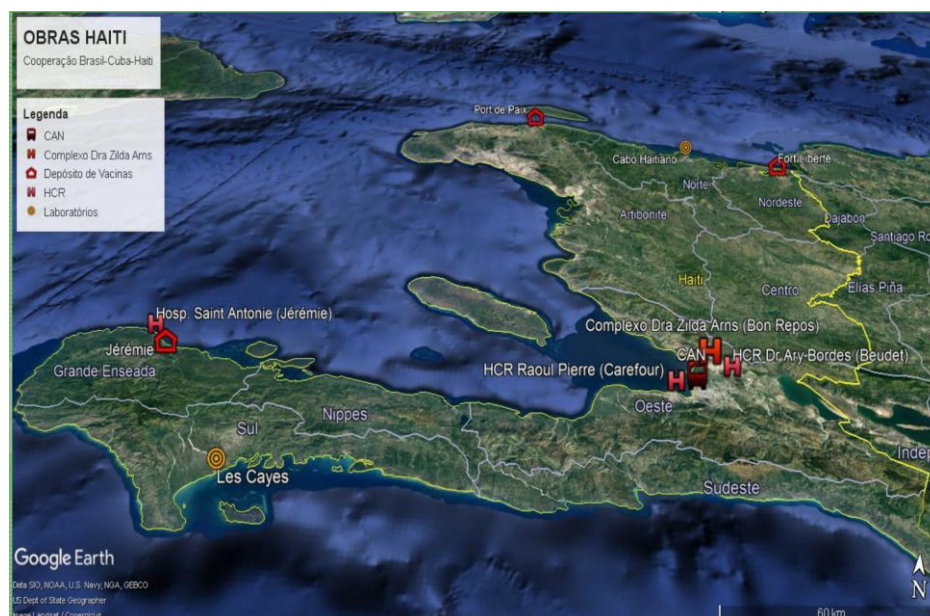 OBRAS HAITI
Cooperação Brasil-Cuba-Haiti
Legenda
CAN
Complexo Dra Zilda Arns
Depósito de Vacinas
HCR
Laboratórios
Port de Paix
Cabo Haitiano
Fort Liberté
Norte
Nordeste
Artibonite
Dajabon
Santiago Ro
Haiti
Centro
Elias Piña
Hosp. Saint Antonie (Jérémie)
Complexo Dra Zilda Arns (Bon Repos)
Jérémie
CAN
HCR Dr Ary Bordes (Beudet)
Grande Enseada
HCR Raoul Pierre (Carefour)
Oeste
Nippes
Sul
Indep
Les Cayes
Sudeste
Google Earth
Data SIO, NOAA, U.S. Navy, NGA, GEBCO
US Dept of State Geographer
Image Landsat / Copernicus
N
60 km